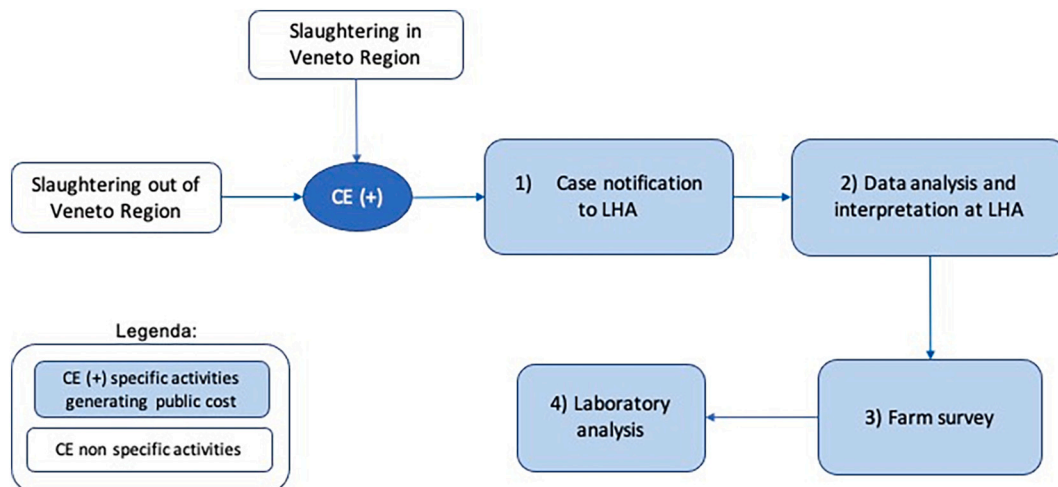 Slaughtering in
Veneto Region
Slaughtering out of
Veneto Region
CE (+)
1) Case notification
to LHA
2) Data analysis and
interpretation at LHA
Legenda:
CE (+) specific activities
generating public cost
CE non specific activities
4) Laboratory
analysis
3) Farm survey